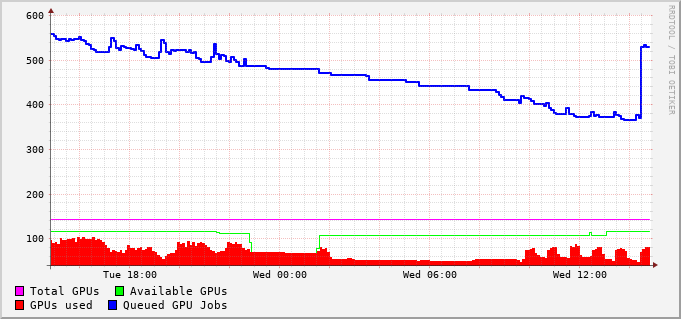 600
500
400
300
200
100
Tue 18:00 Wed 00:00 Wed 06:00 Wed 12:00
Total GPUs Available GPUs
GPUs used Queued GPU Jobs
RRDTOOL / TOBI OETIKER